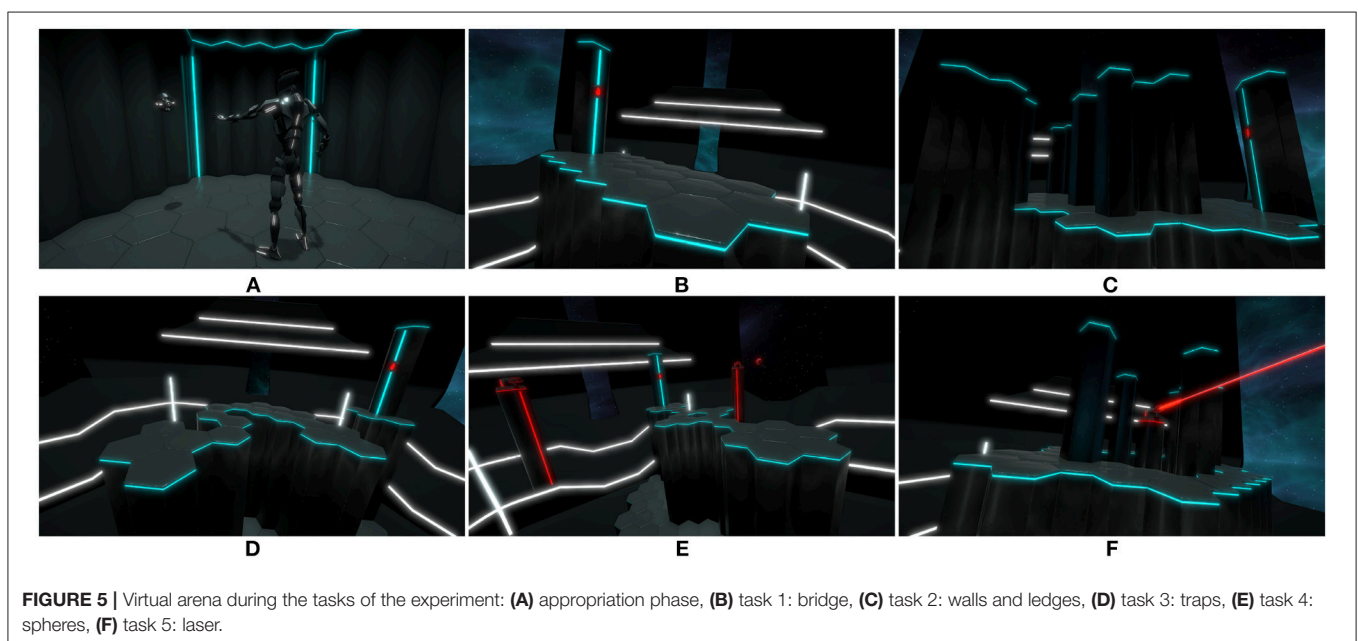 A
B
C
D
E
F
FIGURE 5 | Virtual arena during the tasks of the experiment: (A) appropriation phase, (B) task 1: bridge, (C) task 2: walls and ledges, (D) task 3: traps, (E) task 4:
spheres, (F) task 5: laser.